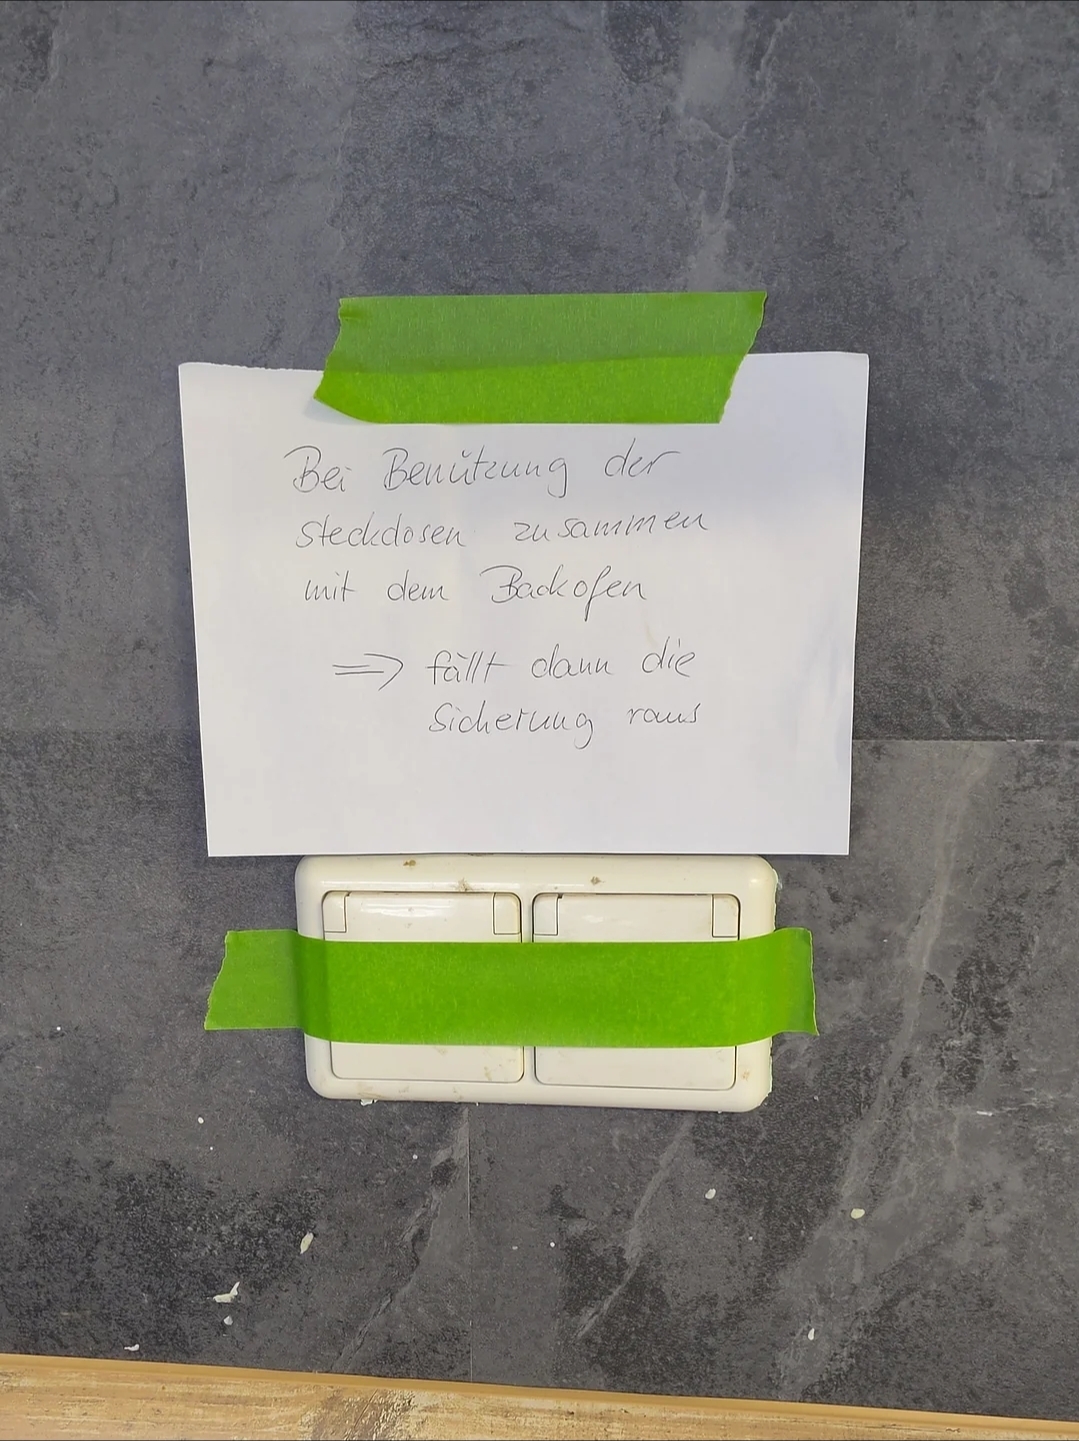 Bei Benützung der
Steckdosen zusammen
mit dem Backofen
=> fällt dann die
Sicherung raus